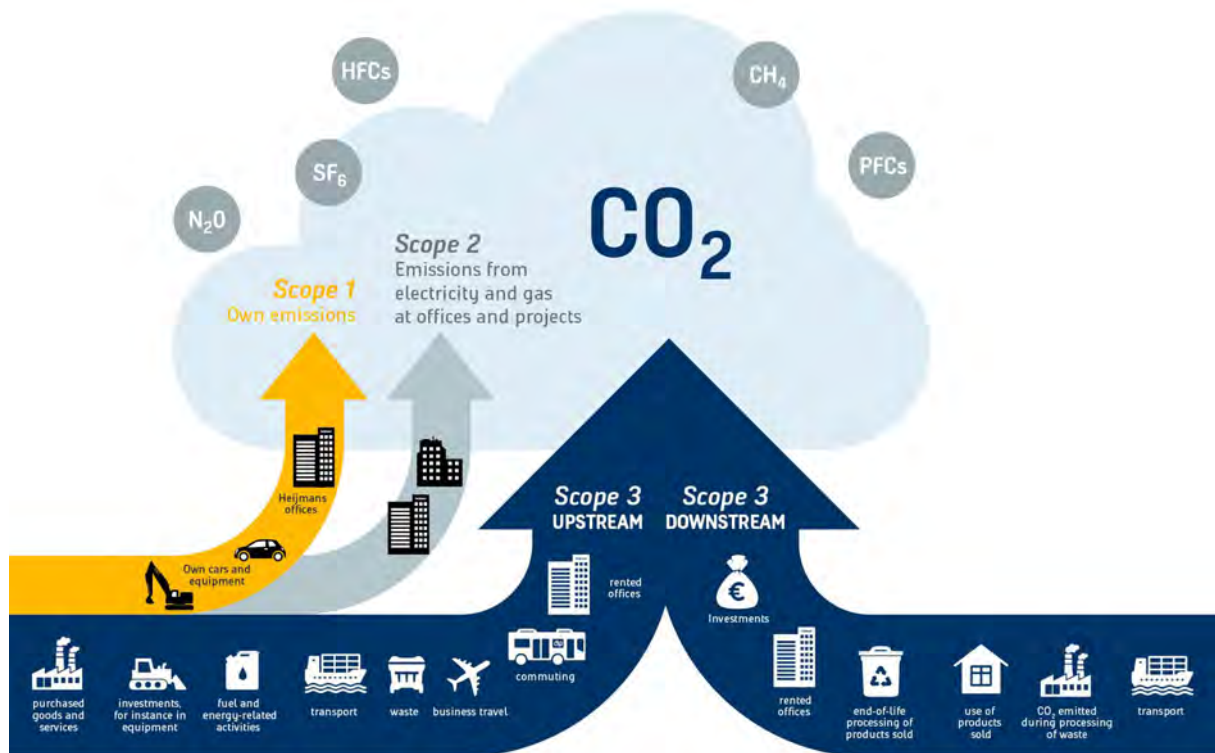 HFCs
CH₄
SF₆
PFCs
N₂O
CO₂
Scope 2
Emissions from
electricity and gas
at offices and projects
Scope 1
Own emissions
Heijmans
offices
Own cars and
equipment
Scope 3
UPSTREAM
Scope 3
DOWNSTREAM
rented
offices
€
Investments
commuting
purchased
goods and
services
investments,
for instance in
equipment
fuel and
energy-related
activities
transport
waste
business travel
rented
offices
end-of-life
processing of
products sold
use of
products
sold
CO₂ emitted
during processing
of waste
transport